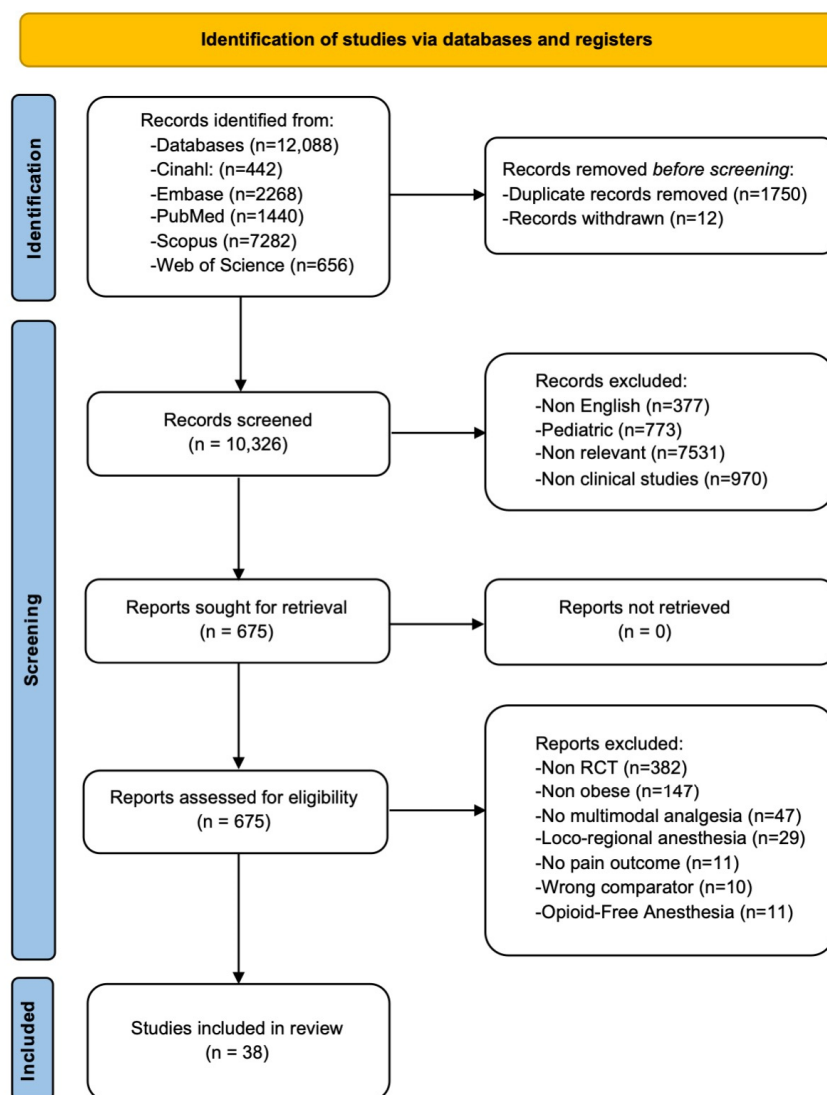 Identification of studies via databases and registers
Identification
Records identified from:
-Databases (n=12,088)
-Cinahl: (n=442)
-Embase (n=2268)
-PubMed (n=1440)
-Scopus (n=7282)
-Web of Science (n=656)
Records removed before screening:
-Duplicate records removed (n=1750)
-Records withdrawn (n=12)
Screening
Records screened
(n = 10,326)
Records excluded:
-Non English (n=377)
-Pediatric (n=773)
-Non relevant (n=7531)
-Non clinical studies (n=970)
Reports sought for retrieval
(n = 675)
Reports not retrieved
(n = 0)
Reports assessed for eligibility
(n = 675)
Reports excluded:
-Non RCT (n=382)
-Non obese (n=147)
-No multimodal analgesia (n=47)
-Loco-regional anesthesia (n=29)
-No pain outcome (n=11)
-Wrong comparator (n=10)
-Opioid-Free Anesthesia (n=11)
Included
Studies included in review
(n = 38)